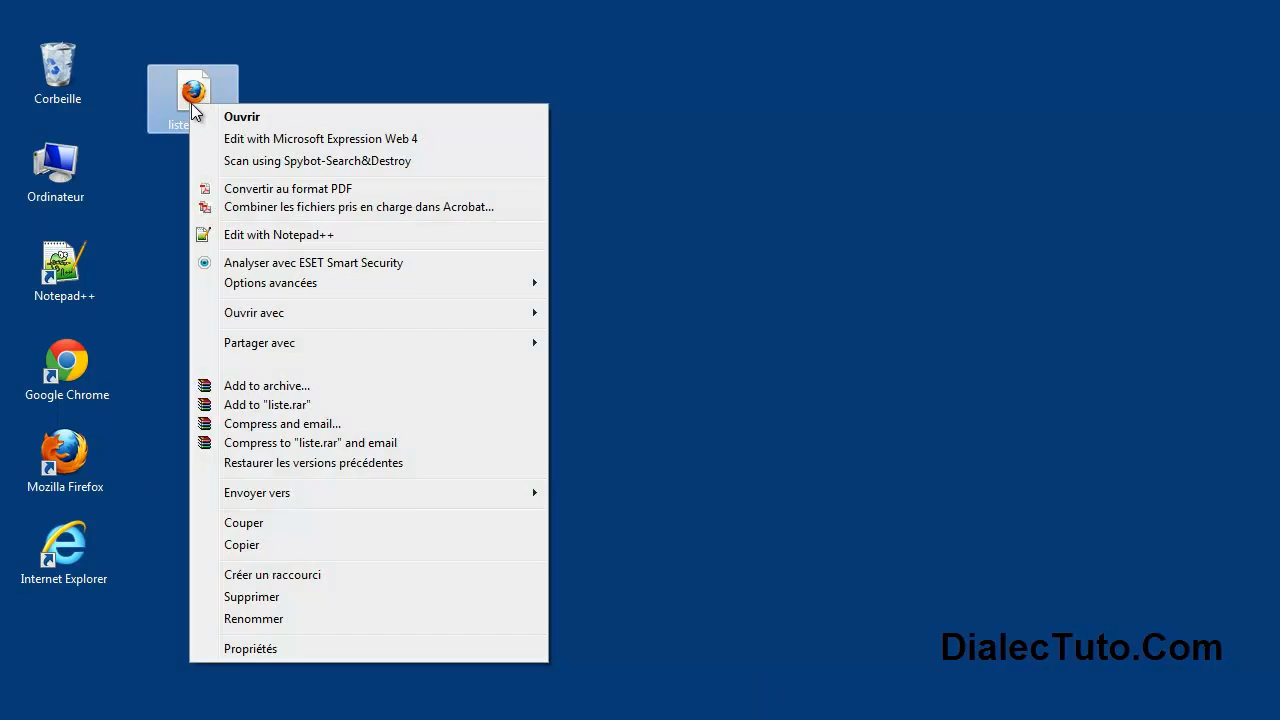 Corbeille
Ordinateur
Notepad++
Google Chrome
Mozilla Firefox
Internet Explorer
liste
Ouvrir
Edit with Microsoft Expression Web 4
Scan using Spybot-Search&Destroy
Convertir au format PDF
Combiner les fichiers pris en charge dans Acrobat...
Edit with Notepad++
Analyser avec ESET Smart Security
Options avancées
Ouvrir avec
Partager avec
Add to archive...
Add to "liste.rar"
Compress and email...
Compress to "liste.rar" and email
Restaurer les versions précédentes
Envoyer vers
Couper
Copier
Créer un raccourci
Supprimer
Renommer
Propriétés
DialecTuto.Com